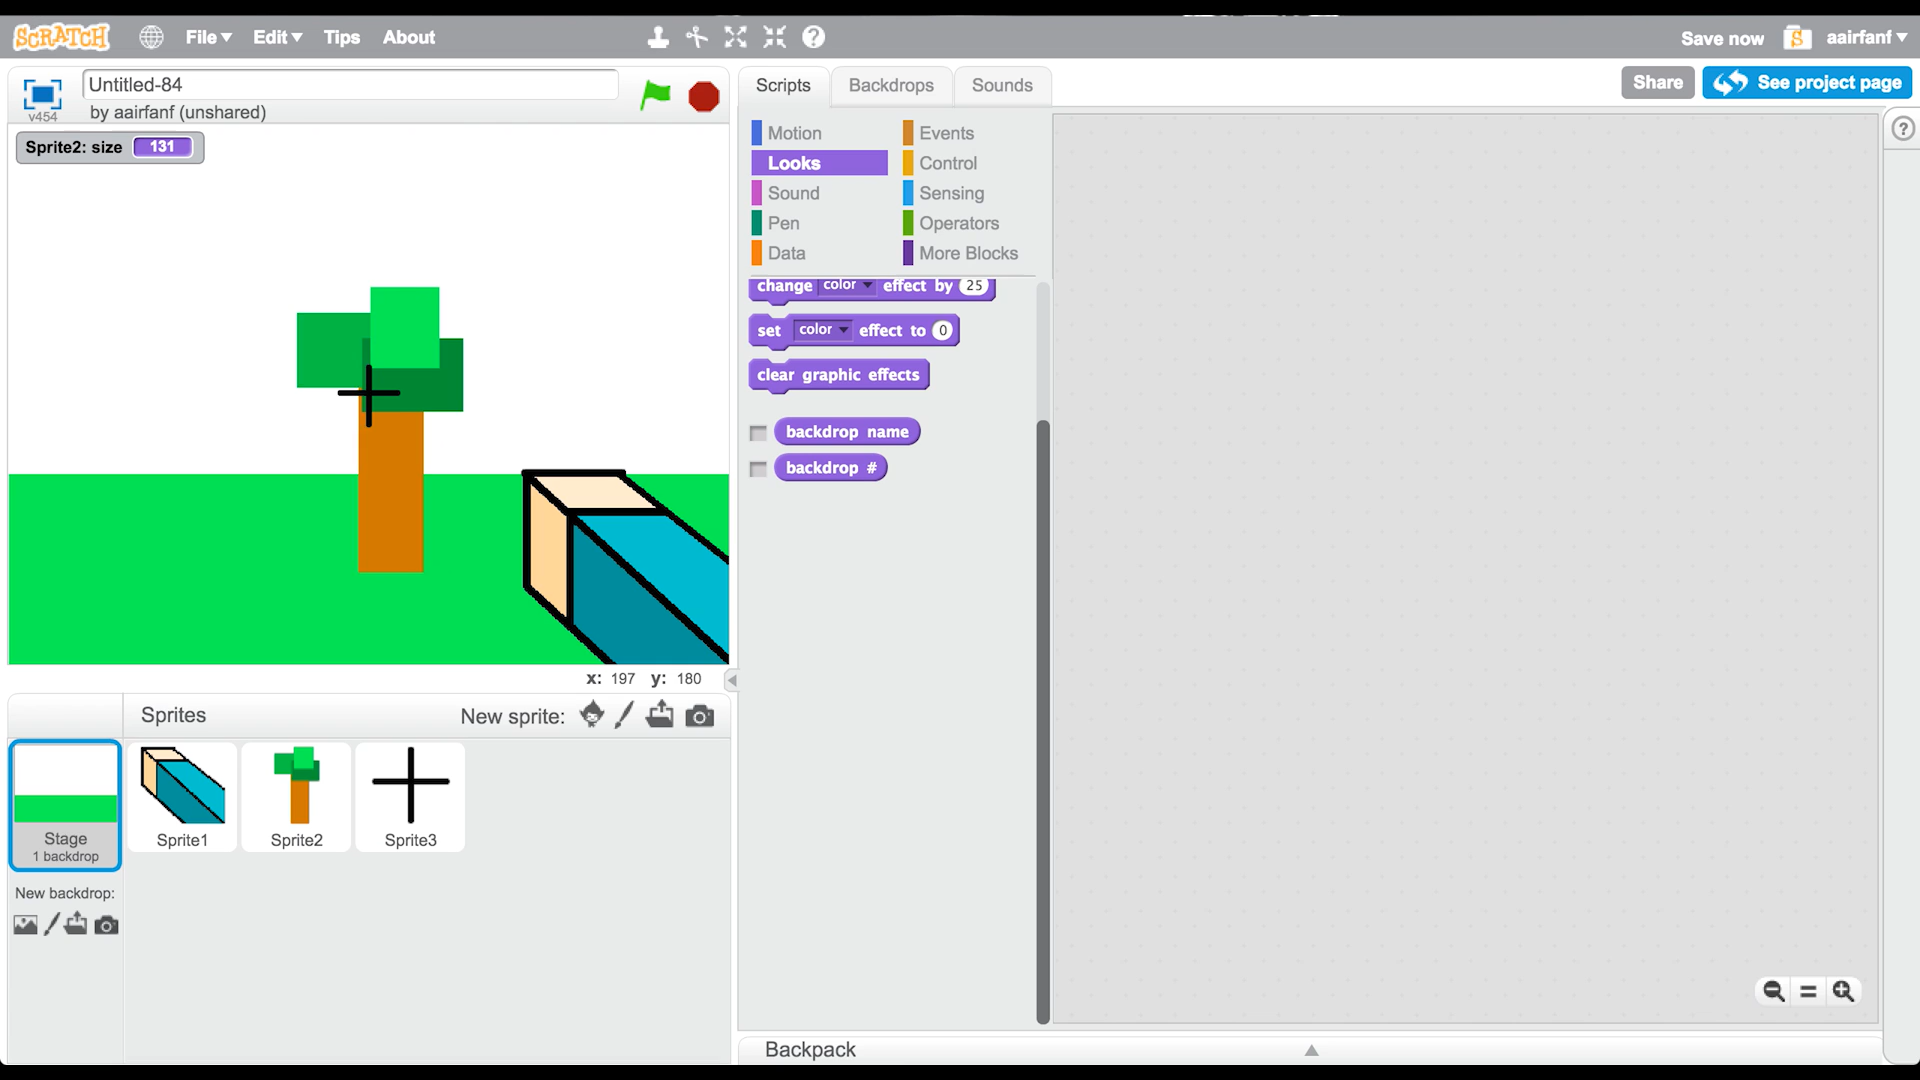 SCRATCH File Edit Tips About Save now S aairfanf
v454 Untitled-84
by aairfanf (unshared)
Share See project page
Scripts Backdrops Sounds
Sprite2: size 131
Motion Events
Looks Control
Sound Sensing
Pen Operators
Data More Blocks
change color effect by 25
set color effect to 0
clear graphic effects
backdrop name
backdrop #
x: 197 y: 180
Sprites New sprite:
Stage
1 backdrop
Sprite1 Sprite2 Sprite3
New backdrop:
Backpack